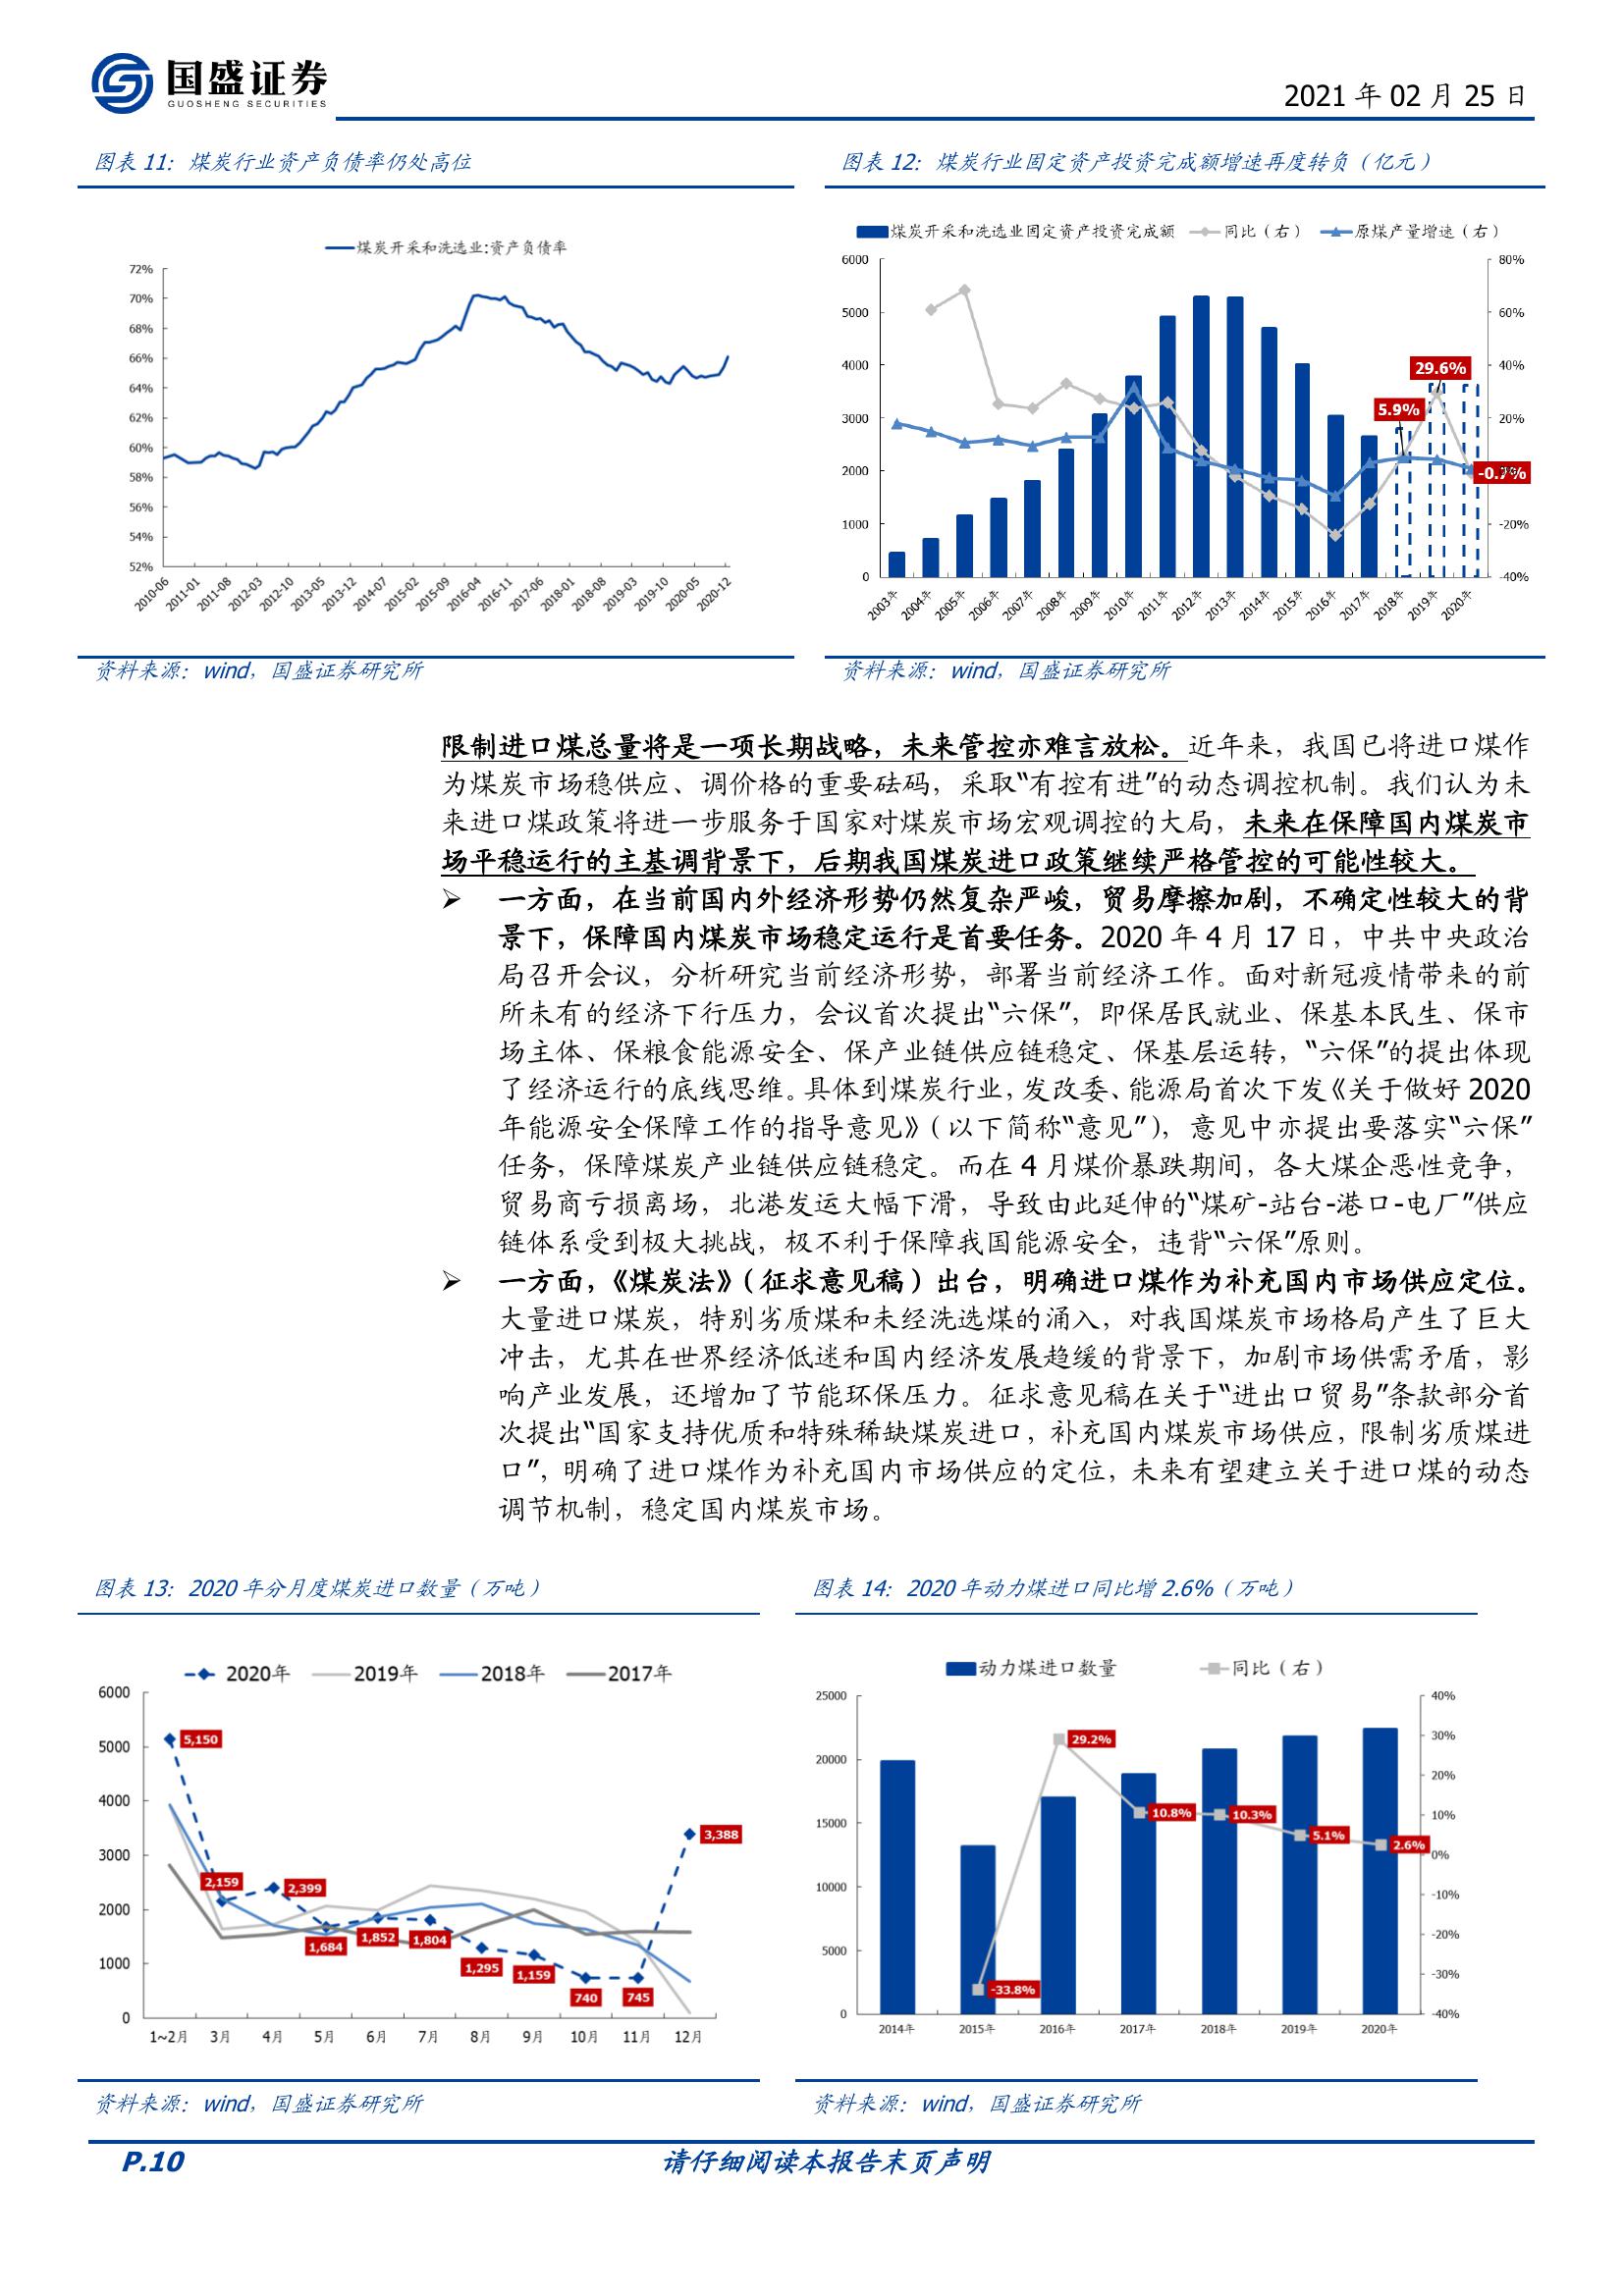 国盛证券
GUOSHENG SECURITIES
2021 年 02 月 25 日
图表 11：煤炭行业资产负债率仍处高位
煤炭开采和洗选业:资产负债率
72%
70%
68%
66%
64%
62%
60%
58%
56%
54%
52%
2010-06
2011-01
2011-08
2012-03
2012-10
2013-05
2013-12
2014-07
2015-02
2015-09
2016-04
2016-11
2017-06
2018-01
2018-08
2019-03
2019-10
2020-05
2020-12
资料来源：wind，国盛证券研究所
图表 12：煤炭行业固定资产投资完成额增速再度转负（亿元）
煤炭开采和洗选业固定资产投资完成额 同比（右） 原煤产量增速（右）
6000
5000
4000
3000
2000
1000
0
80%
60%
40%
20%
-20%
-40%
5.9%
29.6%
-0.7%
2003年
2004年
2005年
2006年
2007年
2008年
2009年
2010年
2011年
2012年
2013年
2014年
2015年
2016年
2017年
2018年
2019年
2020年
资料来源：wind，国盛证券研究所
限制进口煤总量将是一项长期战略，未来管控亦难言放松。近年来，我国已将进口煤作
为煤炭市场稳供应、调价格的重要砝码，采取“有控有进”的动态调控机制。我们认为未
来进口煤政策将进一步服务于国家对煤炭市场宏观调控的大局，未来在保障国内煤炭市
场平稳运行的主基调背景下，后期我国煤炭进口政策继续严格管控的可能性较大。
➢ 一方面，在当前国内外经济形势仍然复杂严峻，贸易摩擦加剧，不确定性较大的背
景下，保障国内煤炭市场稳定运行是首要任务。2020 年 4 月 17 日，中共中央政治
局召开会议，分析研究当前经济形势，部署当前经济工作。面对新冠疫情带来的前
所未有的经济下行压力，会议首次提出“六保”，即保居民就业、保基本民生、保市
场主体、保粮食能源安全、保产业链供应链稳定、保基层运转，“六保”的提出体现
了经济运行的底线思维。具体到煤炭行业，发改委、能源局首次下发《关于做好 2020
年能源安全保障工作的指导意见》（以下简称“意见”），意见中亦提出要落实“六保”
任务，保障煤炭产业链供应链稳定。而在 4 月煤价暴跌期间，各大煤企恶性竞争，
贸易商亏损离场，北港发运大幅下滑，导致由此延伸的“煤矿-站台-港口-电厂”供应
链体系受到极大挑战，极不利于保障我国能源安全，违背“六保”原则。
➢ 一方面，《煤炭法》（征求意见稿）出台，明确进口煤作为补充国内市场供应定位。
大量进口煤炭，特别劣质煤和未经洗选煤的涌入，对我国煤炭市场格局产生了巨大
冲击，尤其在世界经济低迷和国内经济发展趋缓的背景下，加剧市场供需矛盾，影
响产业发展，还增加了节能环保压力。征求意见稿在关于“进出口贸易”条款部分首
次提出“国家支持优质和特殊稀缺煤炭进口，补充国内煤炭市场供应，限制劣质煤进
口”，明确了进口煤作为补充国内市场供应的定位，未来有望建立关于进口煤的动态
调节机制，稳定国内煤炭市场。
图表 13：2020 年分月度煤炭进口数量（万吨）
2020年 2019年 2018年 2017年
6000
5000
4000
3000
2000
1000
0
5,150
2,159
2,399
1,684
1,852
1,804
1,295
1,159
740
745
3,388
1~2月 3月 4月 5月 6月 7月 8月 9月 10月 11月 12月
资料来源：wind，国盛证券研究所
图表 14：2020 年动力煤进口同比增 2.6%（万吨）
动力煤进口数量 同比（右）
25000
20000
15000
10000
5000
0
40%
30%
20%
10%
0%
-10%
-20%
-30%
-40%
-33.8%
29.2%
10.8%
10.3%
5.1%
2.6%
2014年 2015年 2016年 2017年 2018年 2019年 2020年
资料来源：wind，国盛证券研究所
P.10
请仔细阅读本报告末页声明